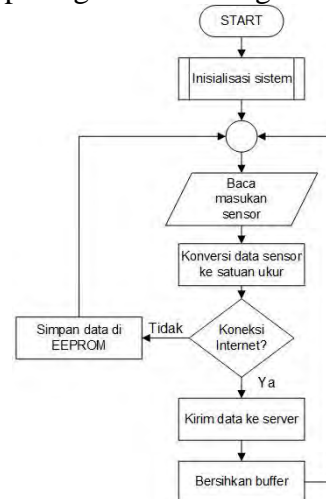 START
Inisialisasi sistem
Baca
masukan
sensor
Konversi data sensor
ke satuan ukur
Koneksi
Internet?
Tidak
Simpan data di
EEPROM
Ya
Kirim data ke server
Bersihkan buffer